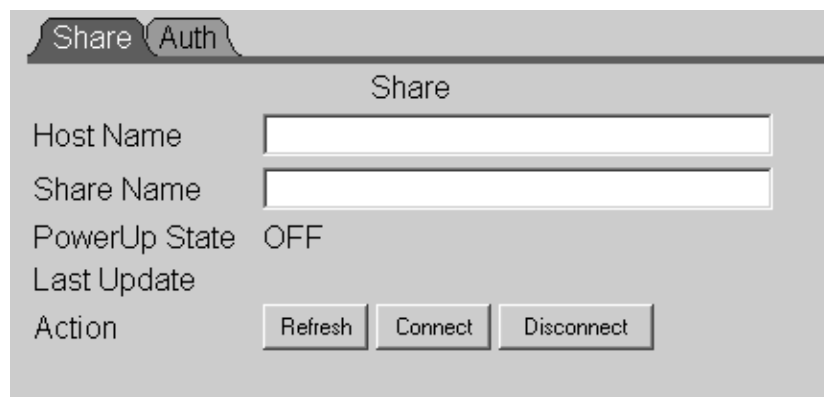 Share Auth
Share
Host Name
Share Name
PowerUp State OFF
Last Update
Action Refresh Connect Disconnect